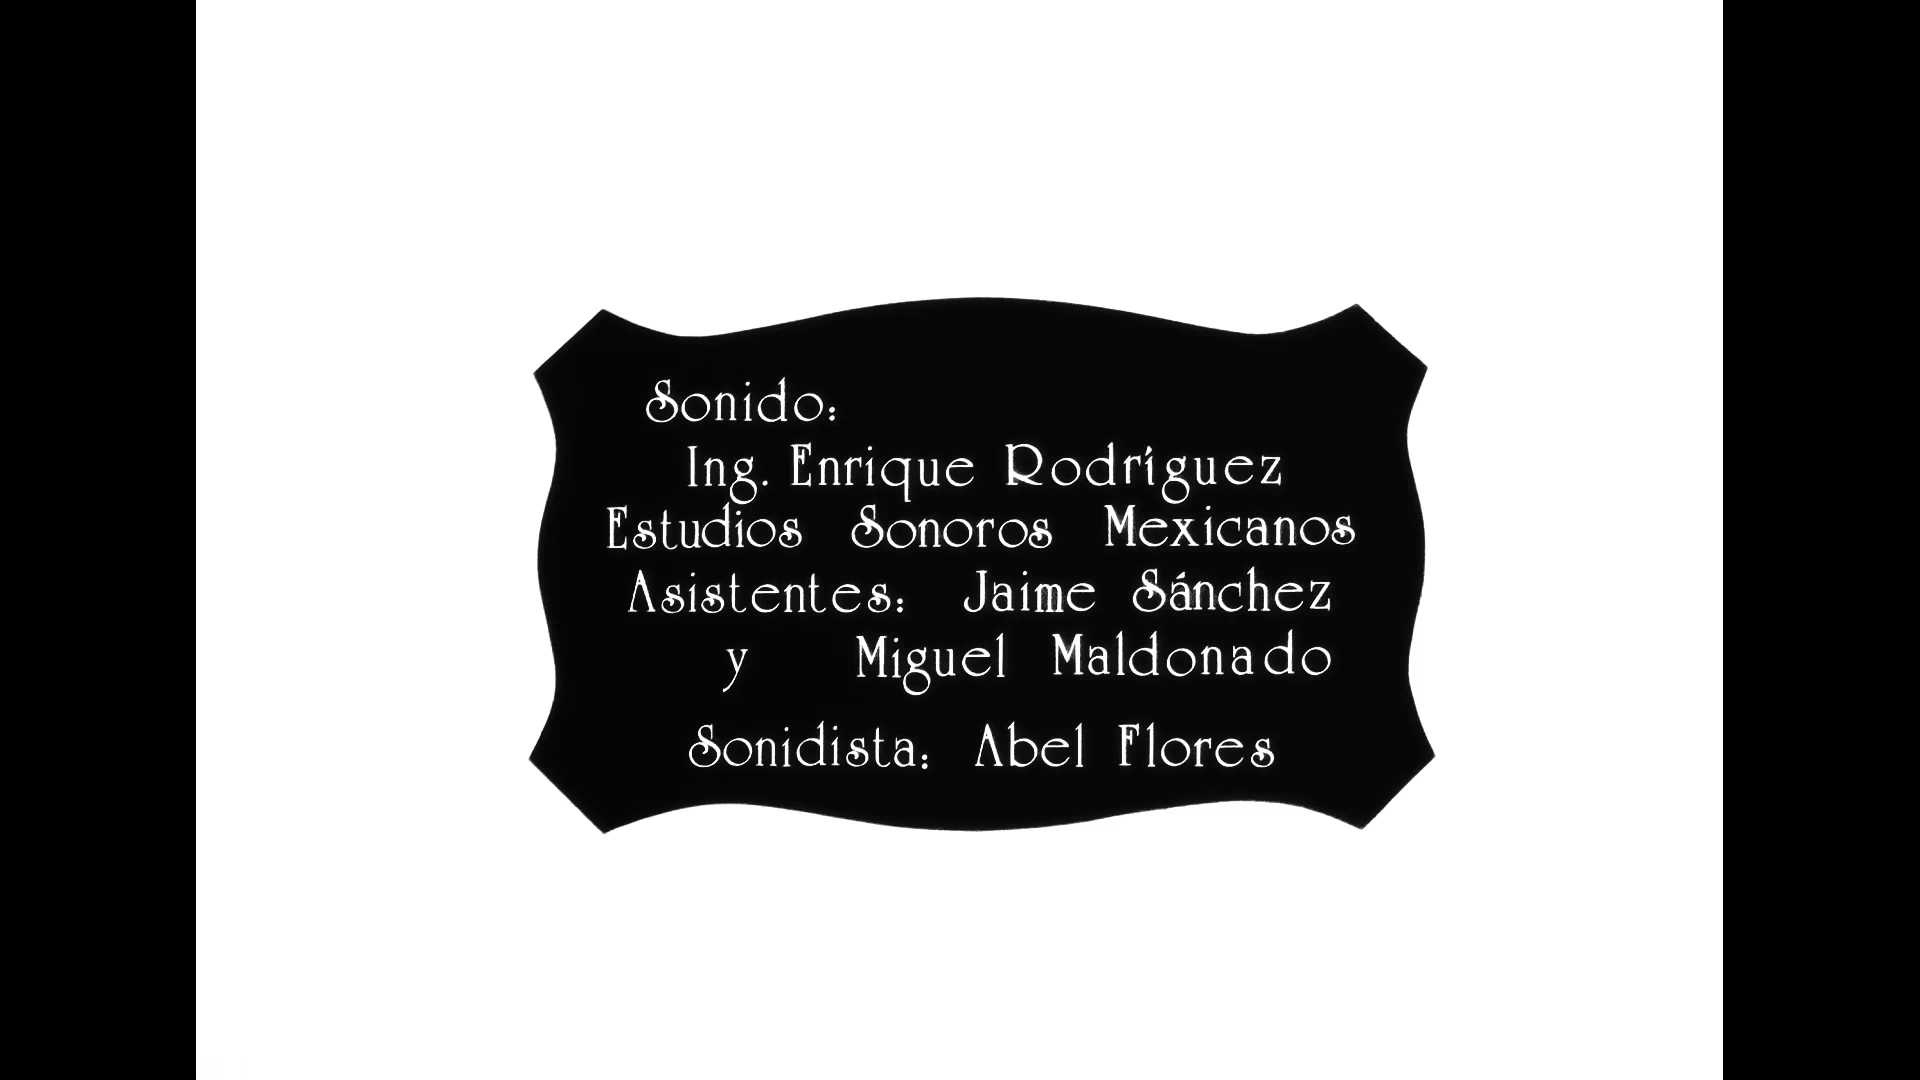 Sonido:
Ing. Enrique Rodríguez
Estudios Sonoros Mexicanos
Asistentes: Jaime Sánchez
y Miguel Maldonado
Sonidista: Abel Flores